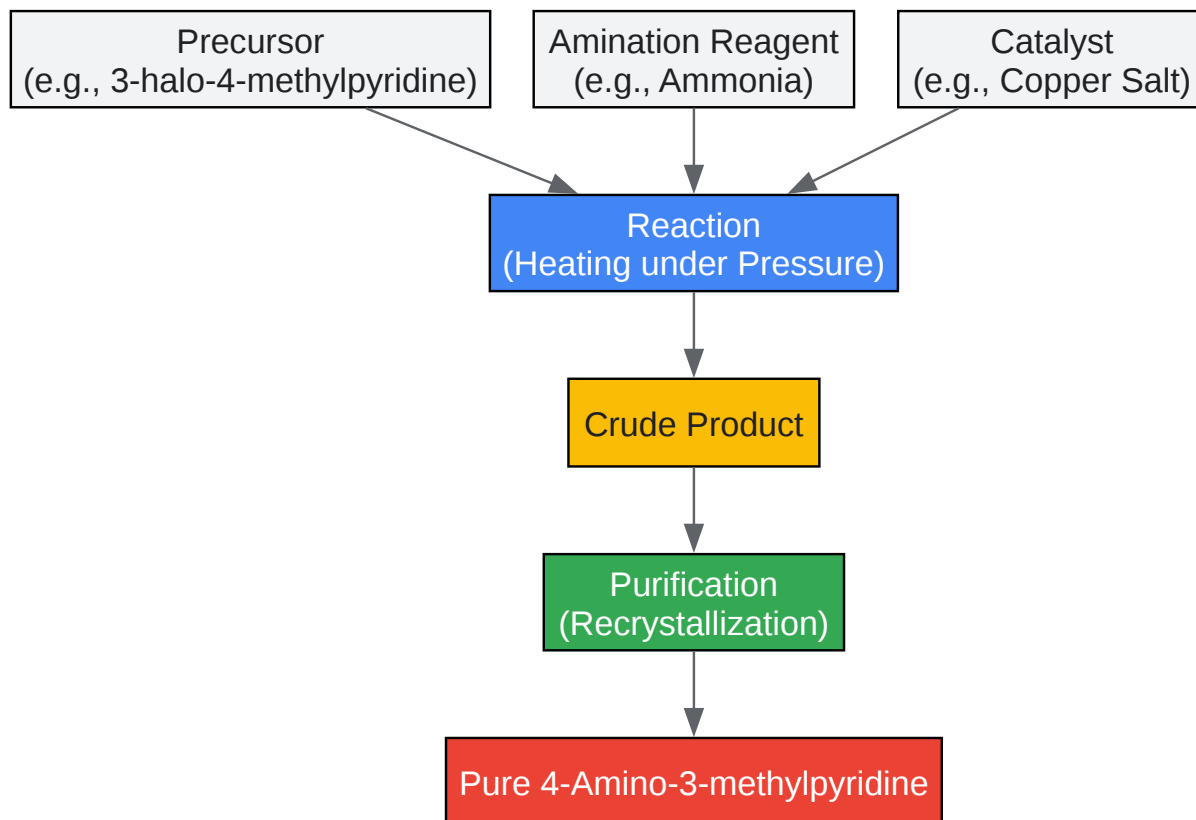 Precursor
(e.g., 3-halo-4-methylpyridine)
Amination Reagent
(e.g., Ammonia)
Catalyst
(e.g., Copper Salt)
Reaction
(Heating under Pressure)
Crude Product
Purification
(Recrystallization)
Pure 4-Amino-3-methylpyridine